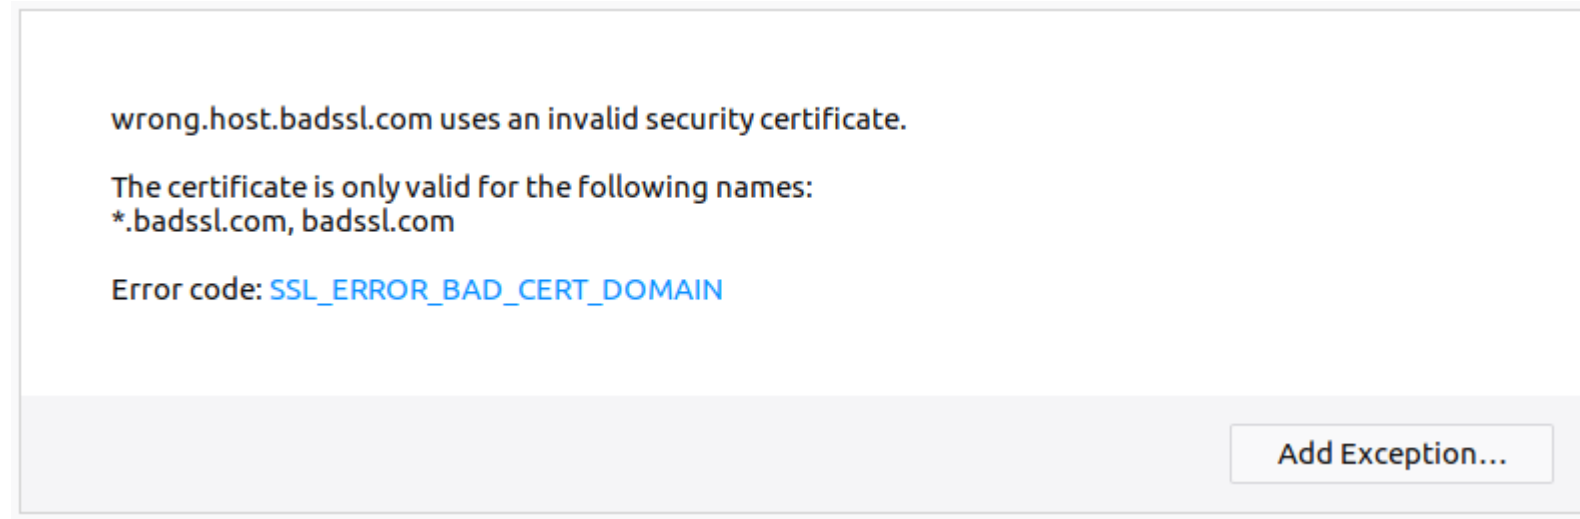 wrong.host.badssl.com uses an invalid security certificate.
The certificate is only valid for the following names:
*.badssl.com, badssl.com
Error code: SSL_ERROR_BAD_CERT_DOMAIN
Add Exception…